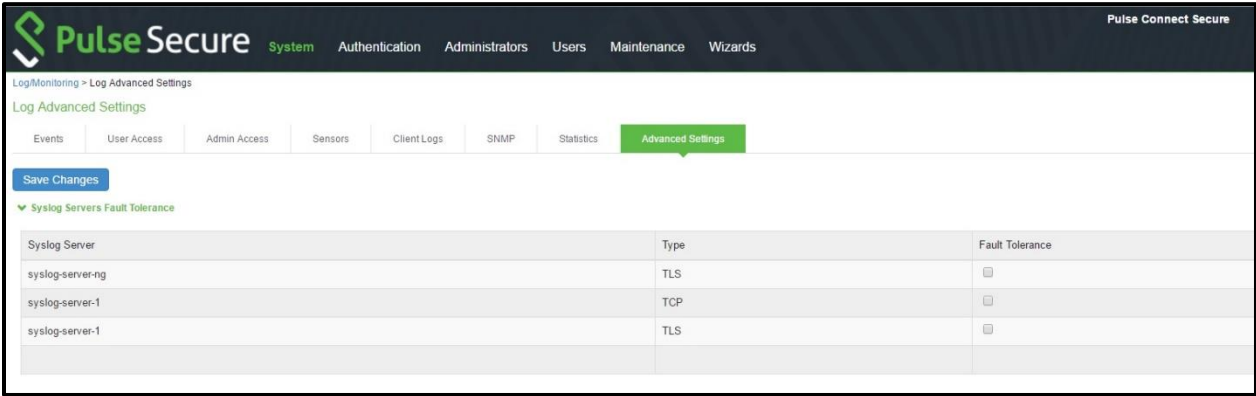 Pulse Connect Secure
Pulse Secure System Authentication Administrators Users Maintenance Wizards
Log/Monitoring > Log Advanced Settings
Log Advanced Settings
Events User Access Admin Access Sensors Client Logs SNMP Statistics Advanced Settings
Save Changes
Syslog Servers Fault Tolerance
Syslog Server Type Fault Tolerance
syslog-server-ng TLS
syslog-server-1 TCP
syslog-server-1 TLS